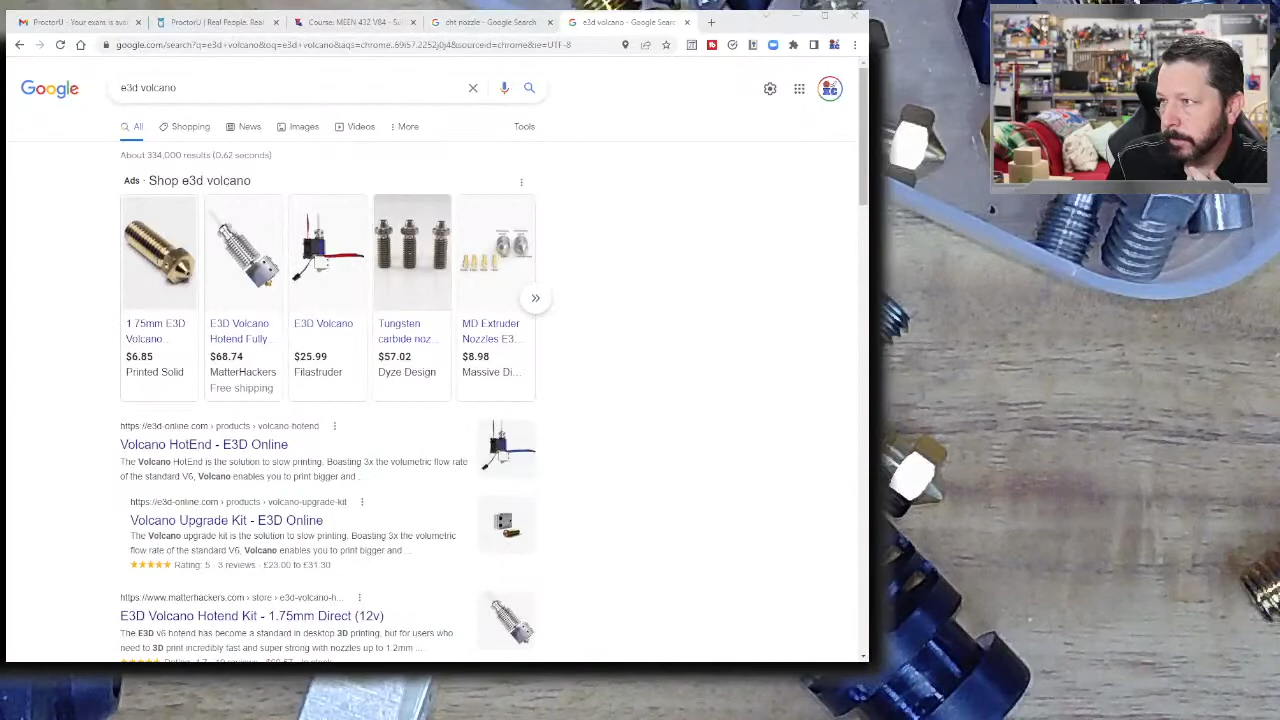 Gmail - Your exam is avai
ProctorU | Real People. Real
Course: MEEN 432 V84 - S
cht nozzle - Google Search
e3d volcano - Google Sear
google.com/search?q=e3d+volcano&oq=e3d+volcano&aqs=chrome.69i57.2252j0j4&sourceid=chrome&ie=UTF-8
Google
e3d volcano
All
Shopping
News
Images
Videos
More
Tools
About 334,000 results (0.62 seconds)
Ads · Shop e3d volcano
1.75mm E3D
Volcano...
$6.85
Printed Solid
E3D Volcano
Hotend Fully...
$68.74
MatterHackers
Free shipping
E3D Volcano
$25.99
Filastruder
Tungsten
carbide noz...
$57.02
Dyze Design
MD Extruder
Nozzles E3...
$8.98
Massive Di...
https://e3d-online.com › products › volcano-hotend
Volcano HotEnd - E3D Online
The Volcano HotEnd is the solution to slow printing. Boasting 3x the volumetric flow rate
of the standard V6, Volcano enables you to print bigger and ...
https://e3d-online.com › products › volcano-upgrade-kit
Volcano Upgrade Kit - E3D Online
The Volcano upgrade kit is the solution to slow printing. Boasting 3x the volumetric
flow rate of the standard V6, Volcano enables you to print bigger and ...
Rating: 5 · 3 reviews · £23.00 to £31.30
https://www.matterhackers.com › store › e3d-volcano-h...
E3D Volcano Hotend Kit - 1.75mm Direct (12v)
The E3D v6 hotend has become a standard in desktop 3D printing, but for users who
need to 3D print incredibly fast and super strong with nozzles up to 1.2mm ...